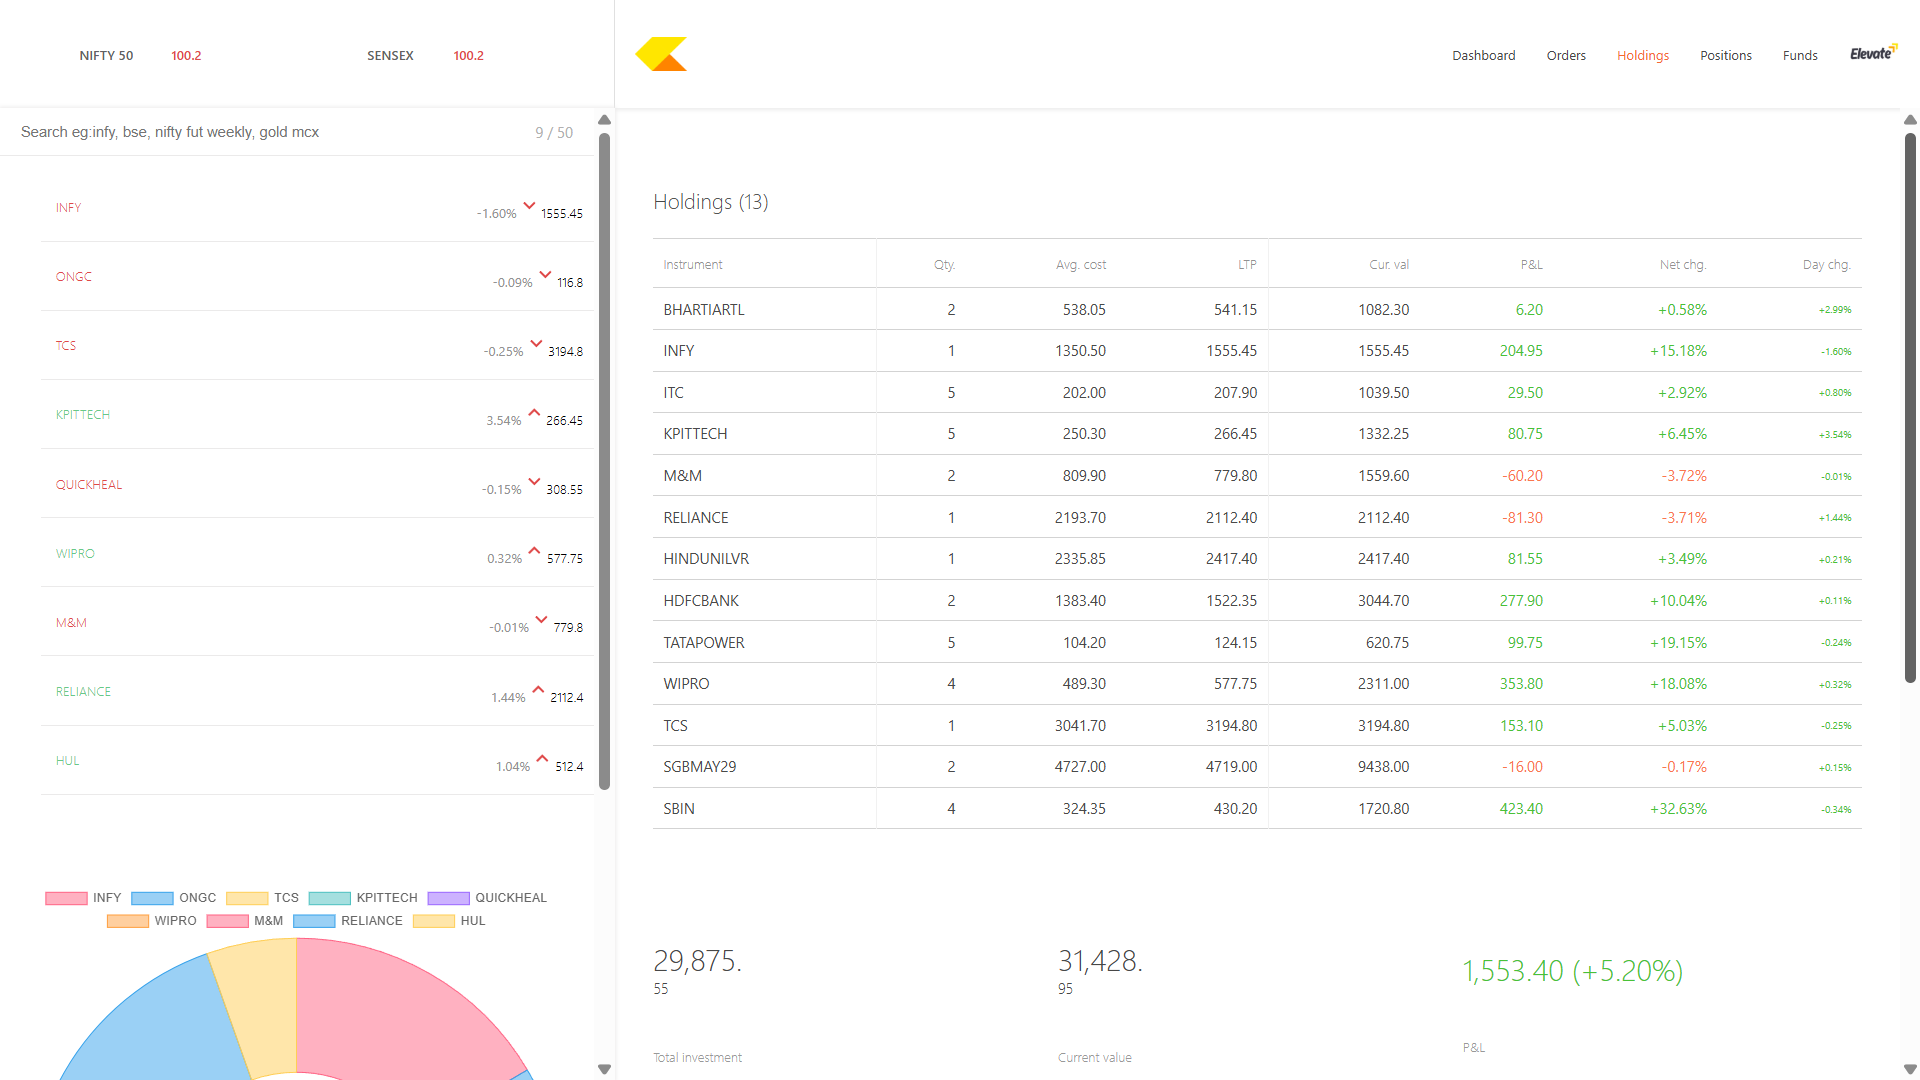 NIFTY 50 100.2 SENSEX 100.2
Dashboard Orders Holdings Positions Funds Elevate
Search eg:infy, bse, nifty fut weekly, gold mcx 9 / 50
INFY -1.60% 1555.45
ONGC -0.09% 116.8
TCS -0.25% 3194.8
KPITTECH 3.54% 266.45
QUICKHEAL -0.15% 308.55
WIPRO 0.32% 577.75
M&M -0.01% 779.8
RELIANCE 1.44% 2112.4
HUL 1.04% 512.4
INFY ONGC TCS KPITTECH QUICKHEAL
WIPRO M&M RELIANCE HUL
Holdings (13)
Instrument Qty. Avg. cost LTP Cur. val P&L Net chg. Day chg.
BHARTIARTL 2 538.05 541.15 1082.30 6.20 +0.58% +2.99%
INFY 1 1350.50 1555.45 1555.45 204.95 +15.18% -1.60%
ITC 5 202.00 207.90 1039.50 29.50 +2.92% +0.80%
KPITTECH 5 250.30 266.45 1332.25 80.75 +6.45% +3.54%
M&M 2 809.90 779.80 1559.60 -60.20 -3.72% -0.01%
RELIANCE 1 2193.70 2112.40 2112.40 -81.30 -3.71% +1.44%
HINDUNILVR 1 2335.85 2417.40 2417.40 81.55 +3.49% +0.21%
HDFCBANK 2 1383.40 1522.35 3044.70 277.90 +10.04% +0.11%
TATAPOWER 5 104.20 124.15 620.75 99.75 +19.15% -0.24%
WIPRO 4 489.30 577.75 2311.00 353.80 +18.08% +0.32%
TCS 1 3041.70 3194.80 3194.80 153.10 +5.03% -0.25%
SGBMAY29 2 4727.00 4719.00 9438.00 -16.00 -0.17% +0.15%
SBIN 4 324.35 430.20 1720.80 423.40 +32.63% -0.34%
29,875. 31,428. 1,553.40 (+5.20%)
55 95
Total investment Current value P&L